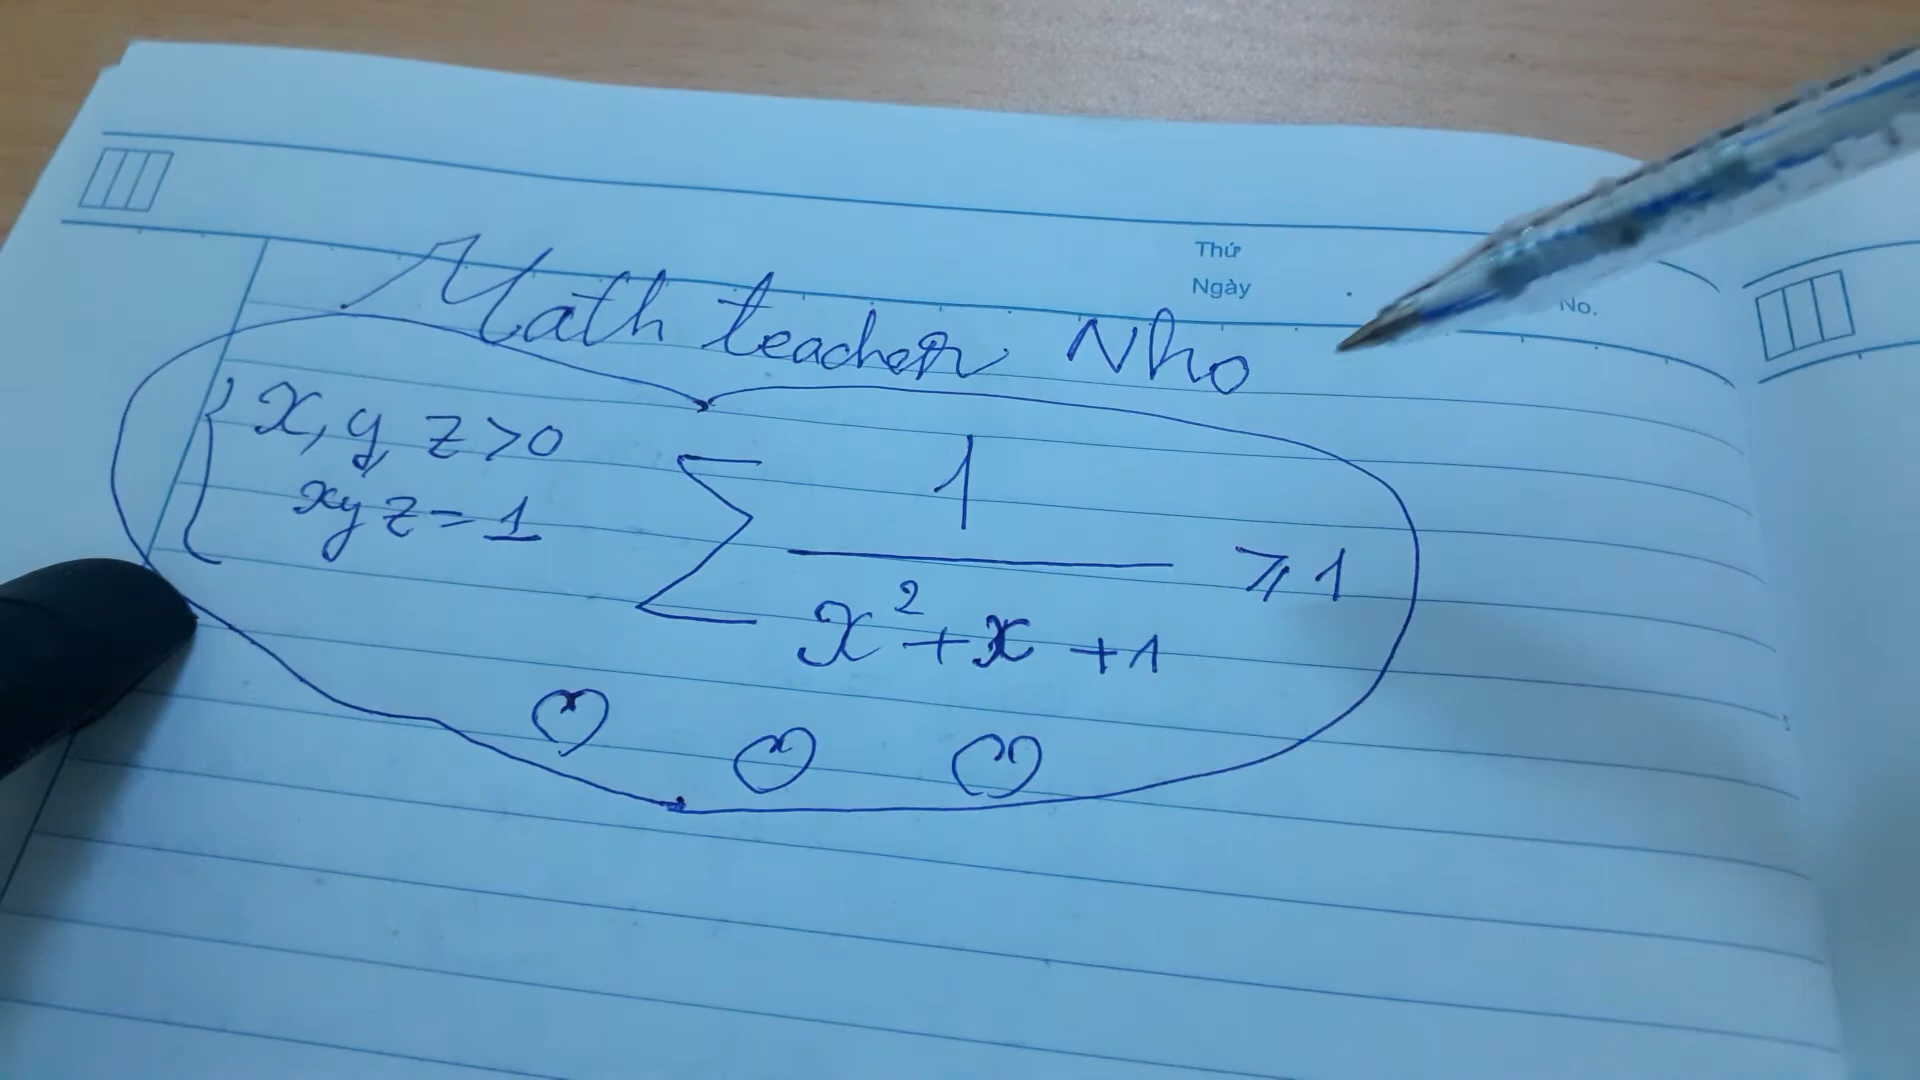 Thứ
Ngày
No.
Math teacher Nho
x, y, z > 0
xyz = 1
∑ 1 / (x² + x + 1) ⩾ 1